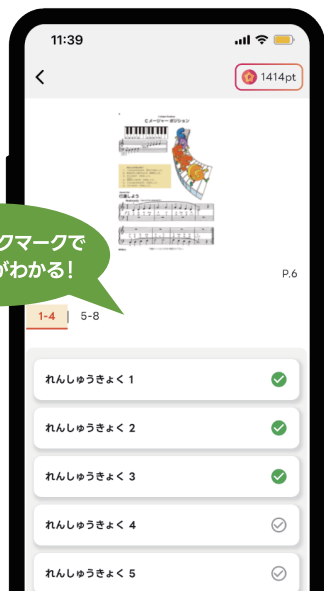 11:39
1414pt
Cメージャー ポジション
P.6
クマークで
がわかる!
1-4 | 5-8
れんしゅうきょく 1
れんしゅうきょく 2
れんしゅうきょく 3
れんしゅうきょく 4
れんしゅうきょく 5